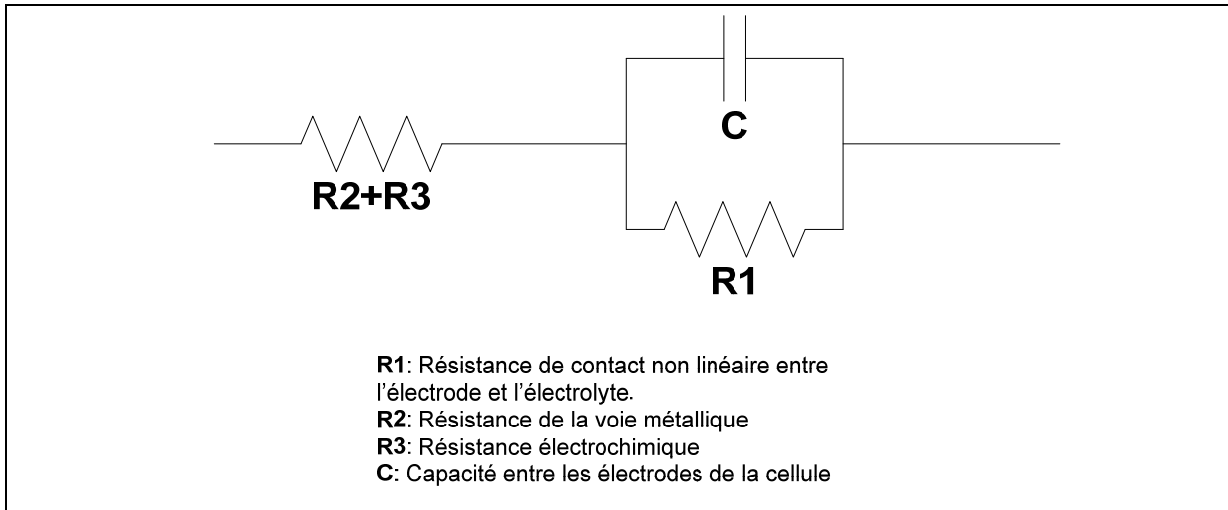 C
R2+R3
R1
R1: Résistance de contact non linéaire entre
l'électrode et l'électrolyte.
R2: Résistance de la voie métallique
R3: Résistance électrochimique
C: Capacité entre les électrodes de la cellule